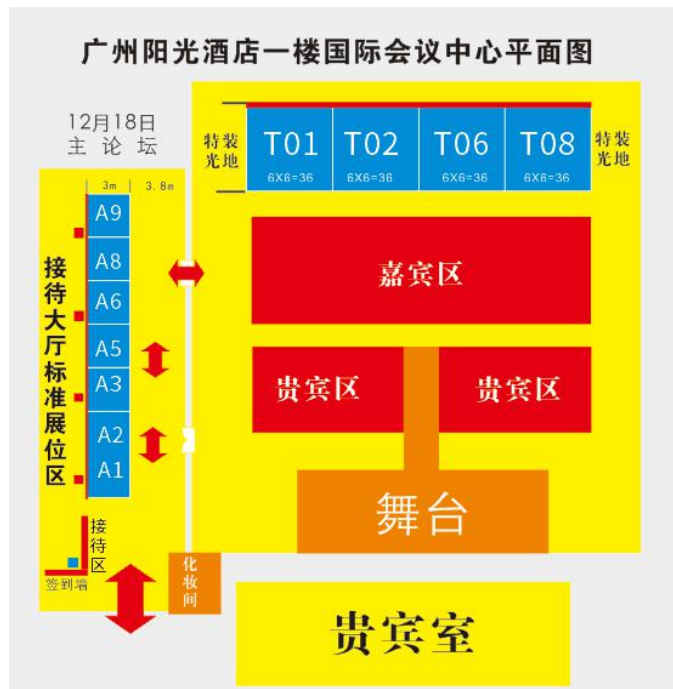 广州阳光酒店一楼国际会议中心平面图
12月18日
主论坛
特装
光地
T01
6X6=36
T02
6X6=36
T06
6X6=36
T08
6X6=36
特装
光地
3m
3.8m
A9
A8
A6
A5
A3
A2
A1
接待大厅标准展位区
嘉宾区
贵宾区
贵宾区
舞台
接待区
签到墙
化妆间
贵宾室